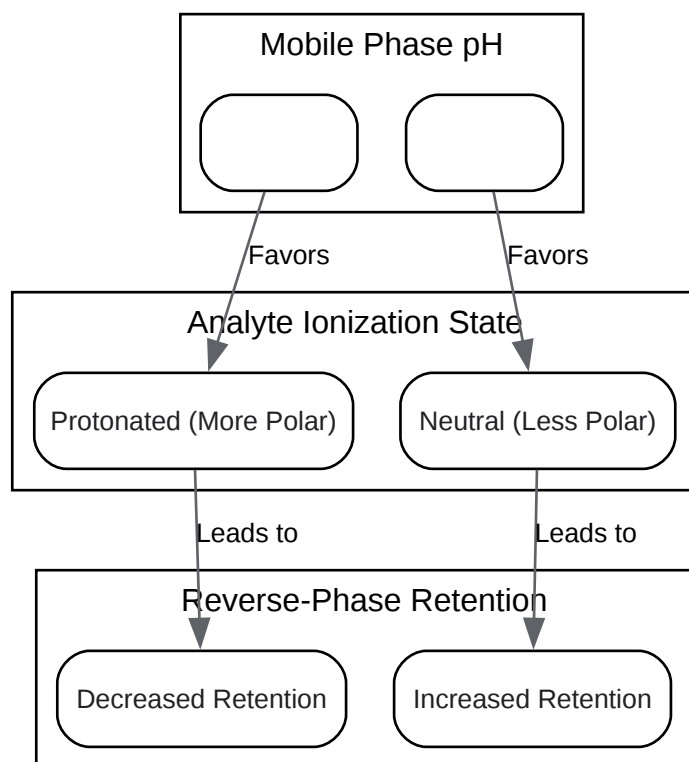 Mobile Phase pH
Favors
Favors
Analyte Ionization State
Protonated (More Polar)
Neutral (Less Polar)
Leads to
Leads to
Reverse-Phase Retention
Decreased Retention
Increased Retention